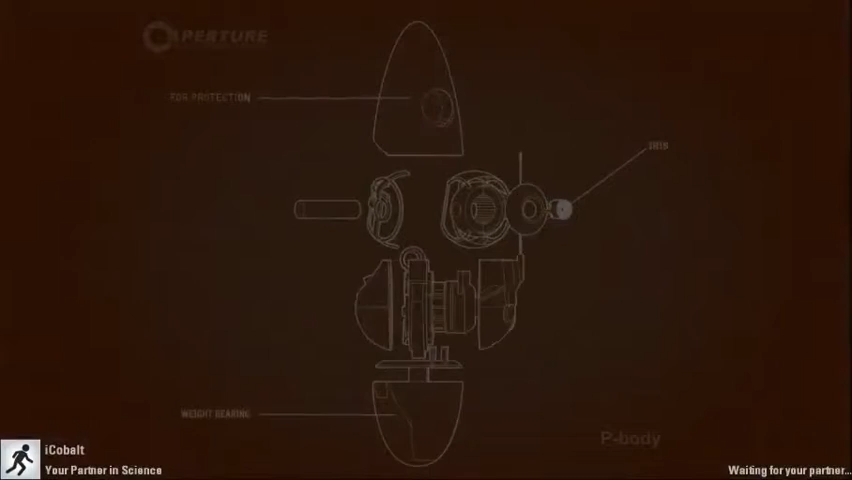 APERTURE
FOR PROTECTION
IRIS
WEIGHT BEARING
P-body
iCobalt
Your Partner in Science
Waiting for your partner...